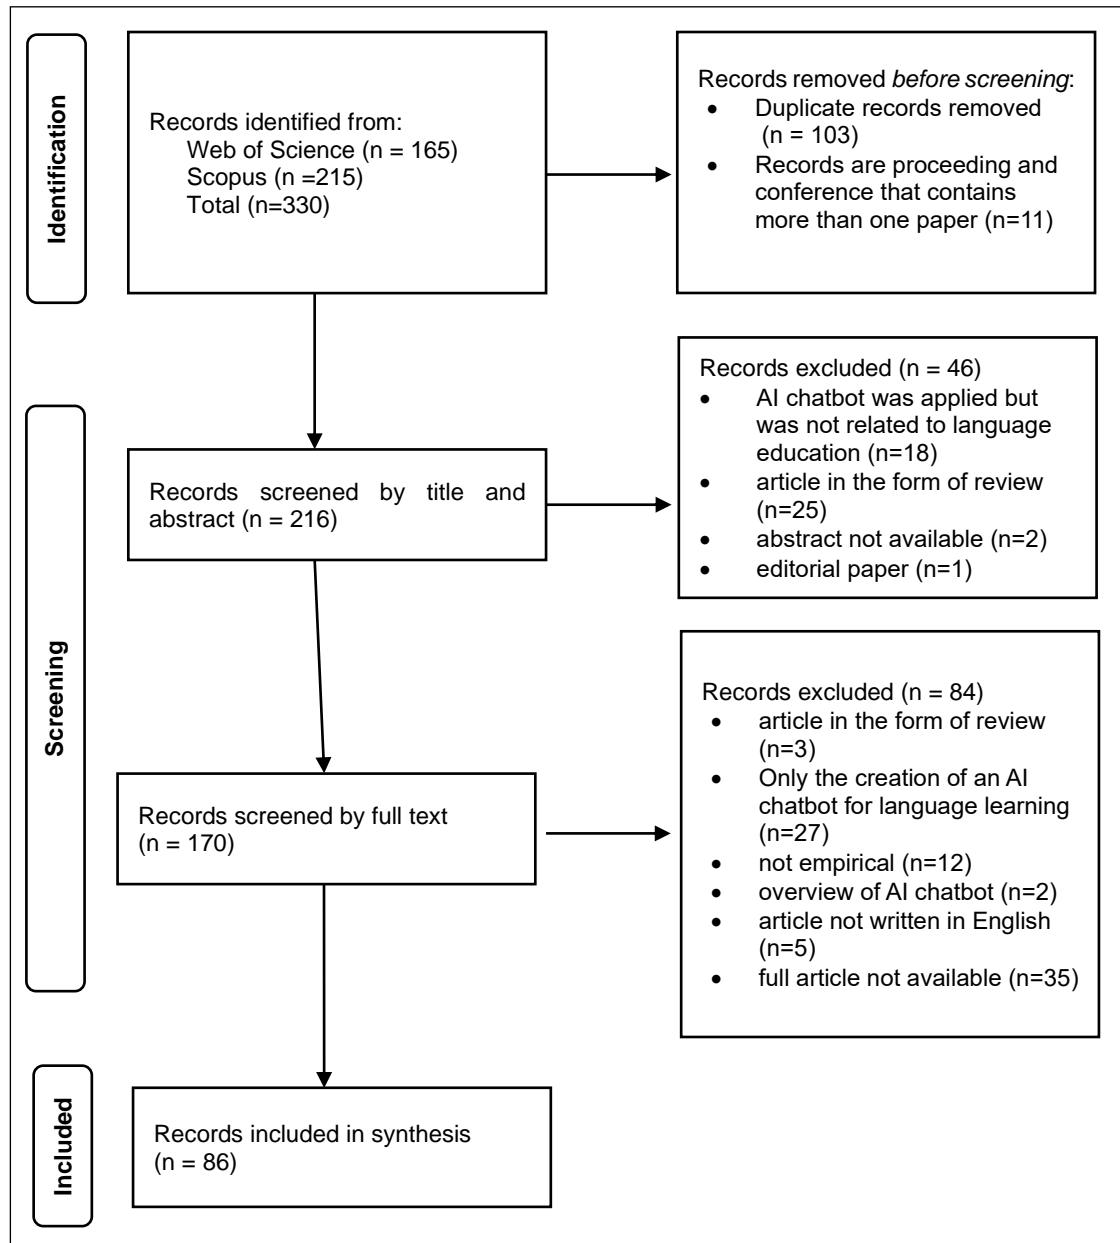 Identification
Records identified from:
Web of Science (n = 165)
Scopus (n =215)
Total (n=330)
Records removed before screening:
• Duplicate records removed
(n = 103)
• Records are proceeding and
conference that contains
more than one paper (n=11)
Screening
Records screened by title and
abstract (n = 216)
Records excluded (n = 46)
• AI chatbot was applied but
was not related to language
education (n=18)
• article in the form of review
(n=25)
• abstract not available (n=2)
• editorial paper (n=1)
Records screened by full text
(n = 170)
Records excluded (n = 84)
• article in the form of review
(n=3)
• Only the creation of an AI
chatbot for language learning
(n=27)
• not empirical (n=12)
• overview of AI chatbot (n=2)
• article not written in English
(n=5)
• full article not available (n=35)
Included
Records included in synthesis
(n = 86)